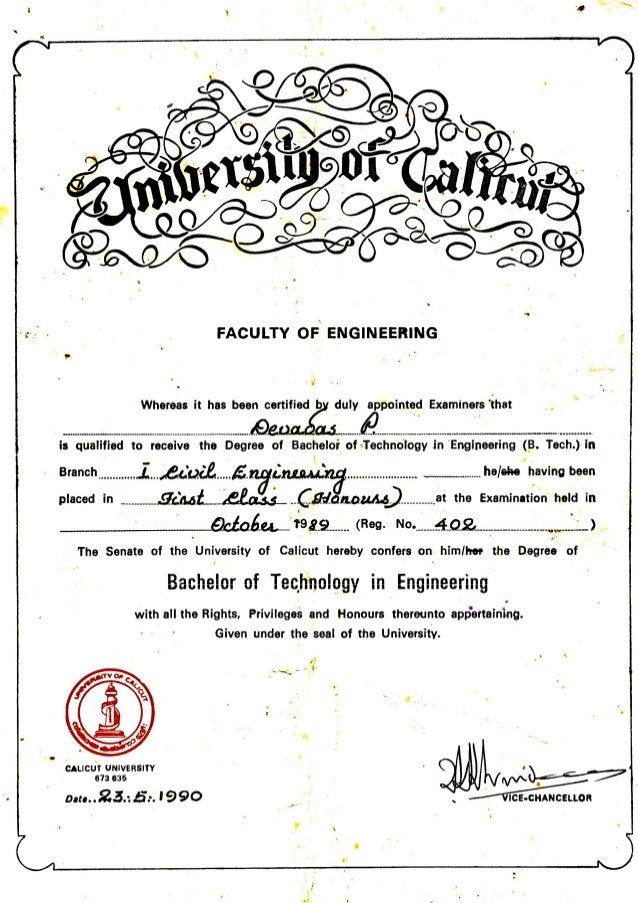 University of Calicut
FACULTY OF ENGINEERING
Whereas it has been certified by duly appointed Examiners that
Devadas P.
is qualified to receive the Degree of Bachelor of Technology in Engineering (B. Tech.) in
Branch I Civil Engineering he/she having been
placed in First Class (Honours) at the Examination held in
October 1989 (Reg. No. 402)
The Senate of the University of Calicut hereby confers on him/her the Degree of
Bachelor of Technology in Engineering
with all the Rights, Privileges and Honours thereunto appertaining.
Given under the seal of the University.
UNIVERSITY OF CALICUT
CALICUT UNIVERSITY
673 635
Date..23.:5:.1990
VICE-CHANCELLOR